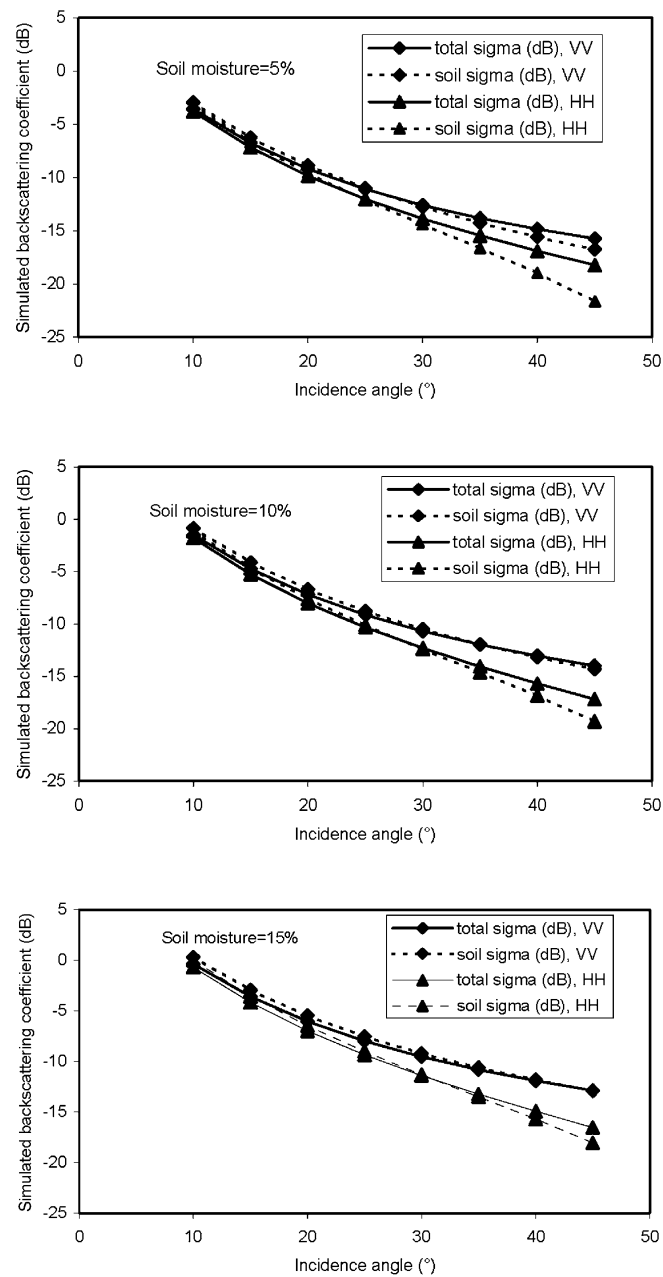 Simulated backscattering coefficient (dB)
5
0
-5
-10
-15
-20
-25
Soil moisture=5%
total sigma (dB), VV
soil sigma (dB), VV
total sigma (dB), HH
soil sigma (dB), HH
0 10 20 30 40 50
Incidence angle (°)
Simulated backscattering coefficient (dB)
5
0
-5
-10
-15
-20
-25
Soil moisture=10%
total sigma (dB), VV
soil sigma (dB), VV
total sigma (dB), HH
soil sigma (dB), HH
0 10 20 30 40 50
Incidence angle (°)
Simulated backscattering coefficient (dB)
5
0
-5
-10
-15
-20
-25
Soil moisture=15%
total sigma (dB), VV
soil sigma (dB), VV
total sigma (dB), HH
soil sigma (dB), HH
0 10 20 30 40 50
Incidence angle (°)